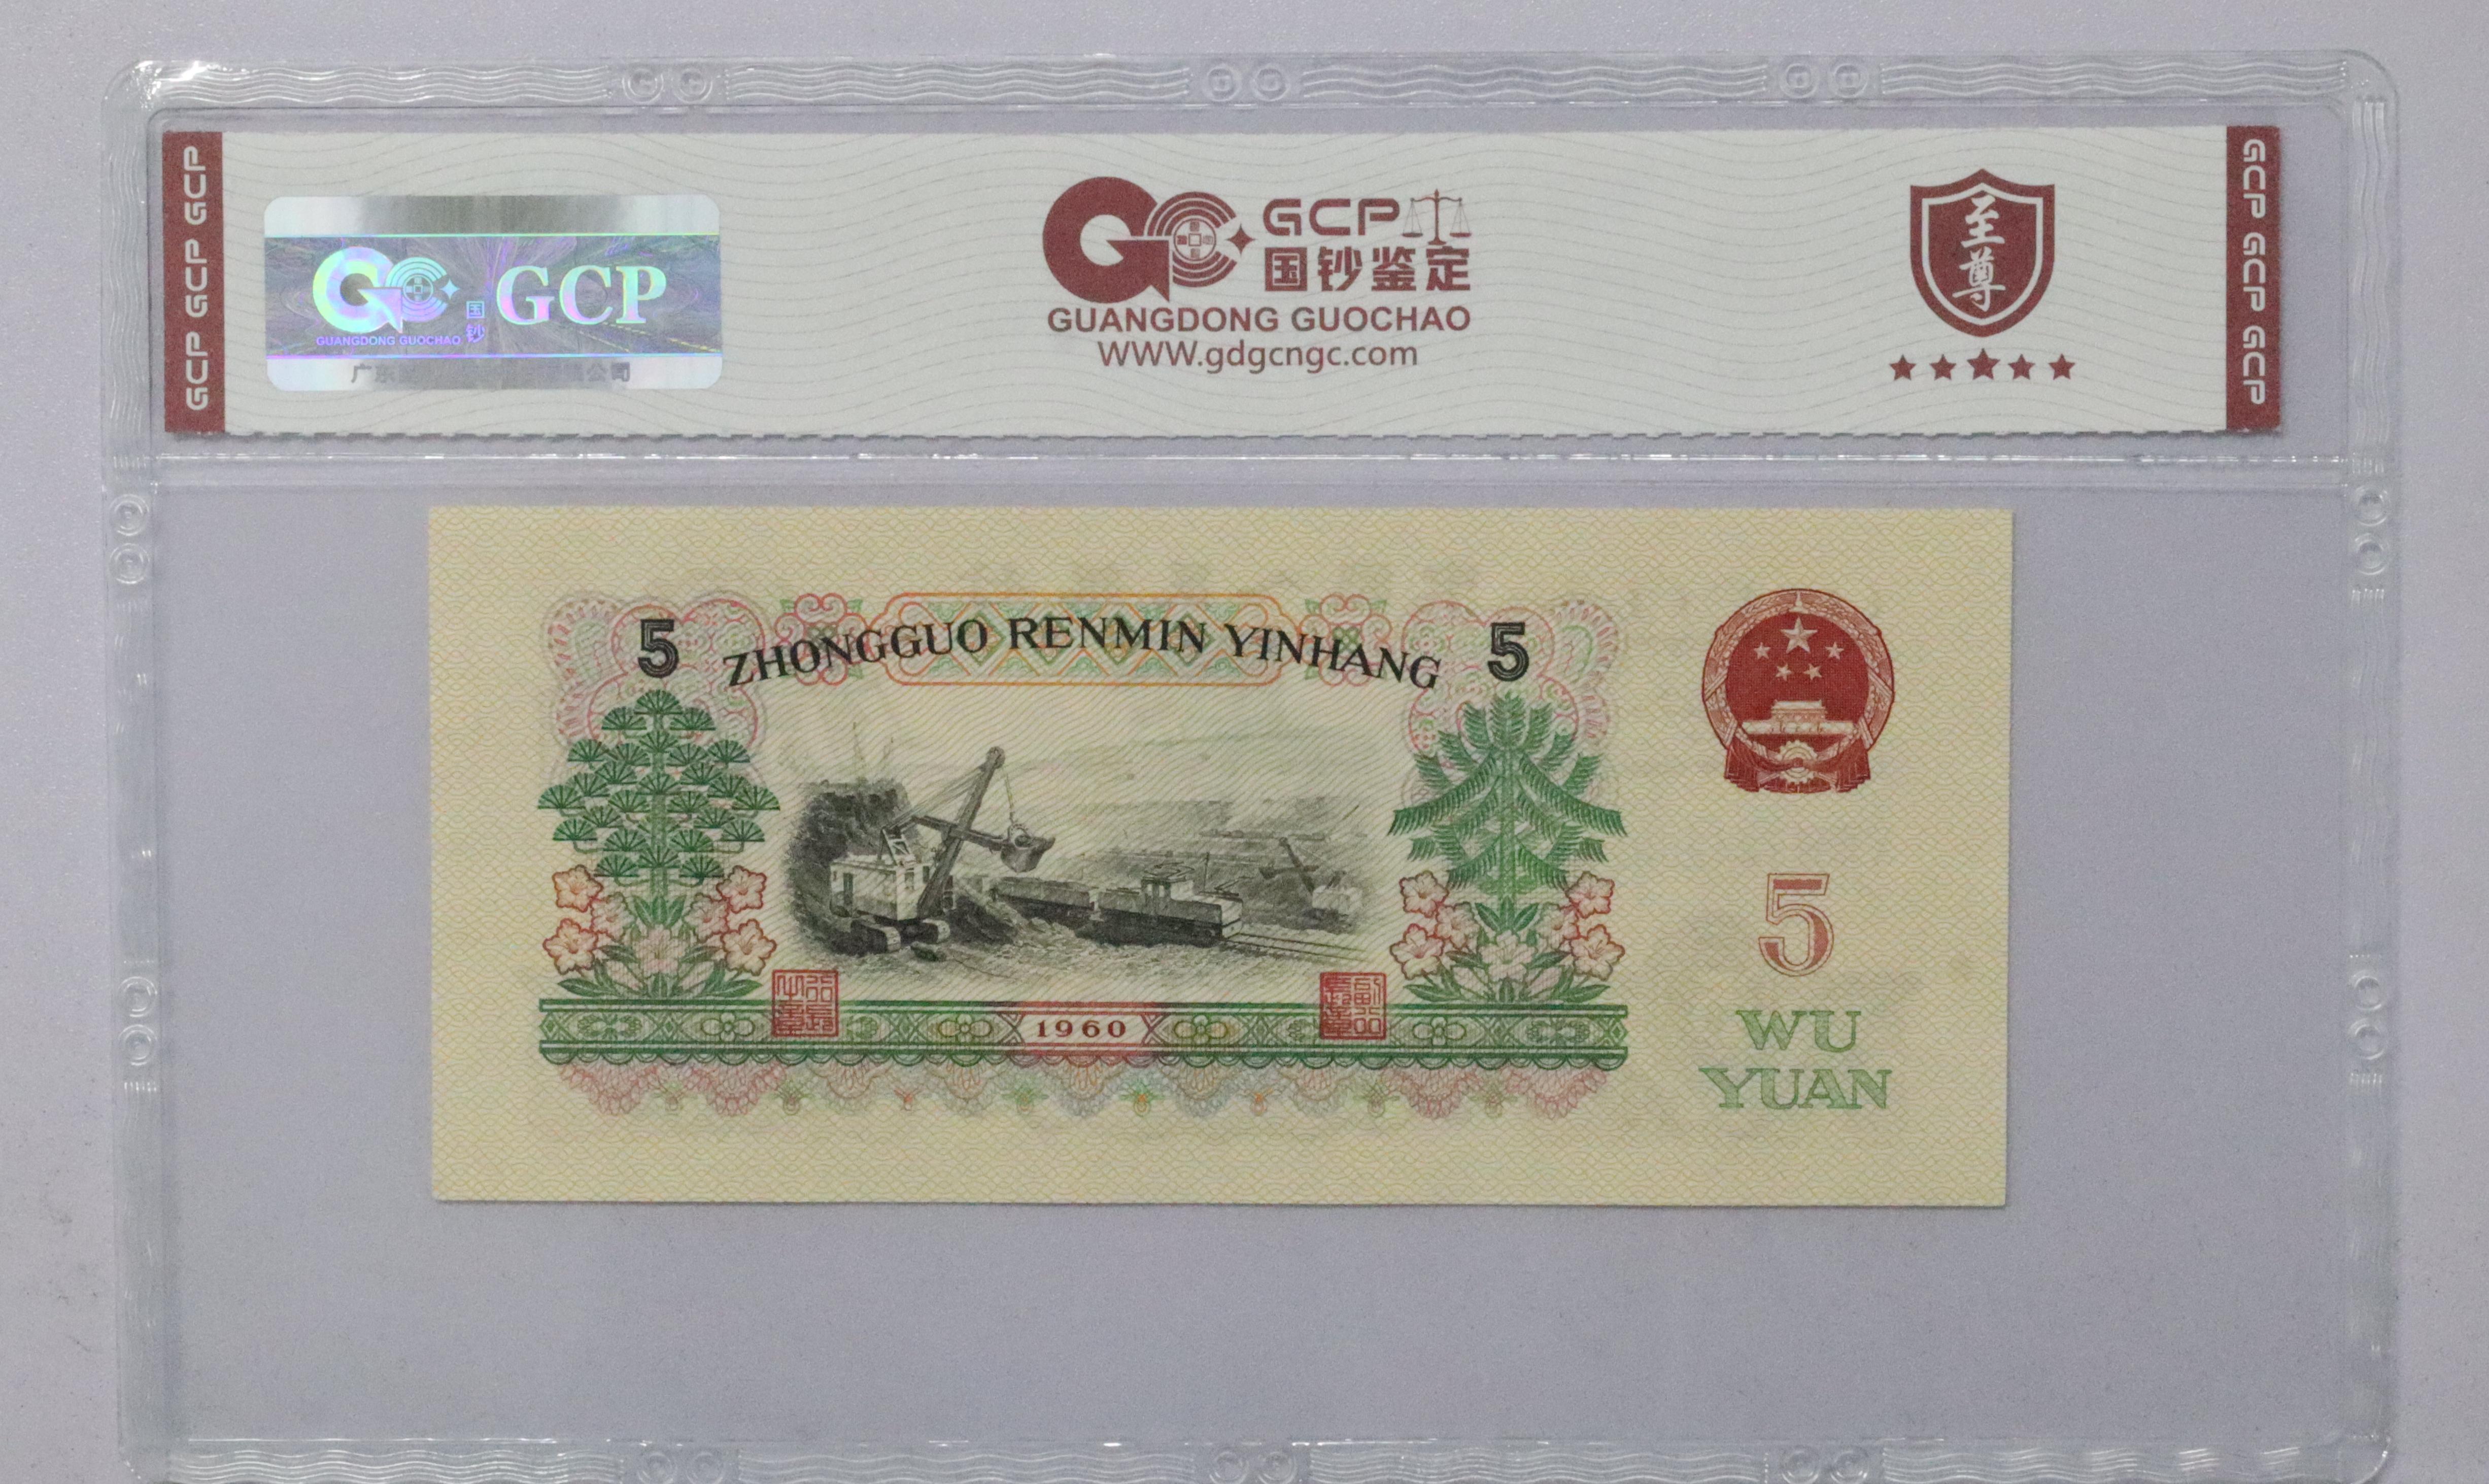 GCP GCP GCP
GCP
国钞
GUANGDONG GUOCHAO
GCP
国钞鉴定
GUANGDONG GUOCHAO
WWW.gdgcngc.com
至尊
GCP GCP GCP
5 ZHONGGUO RENMIN YINHANG 5
5
WU
YUAN
1960